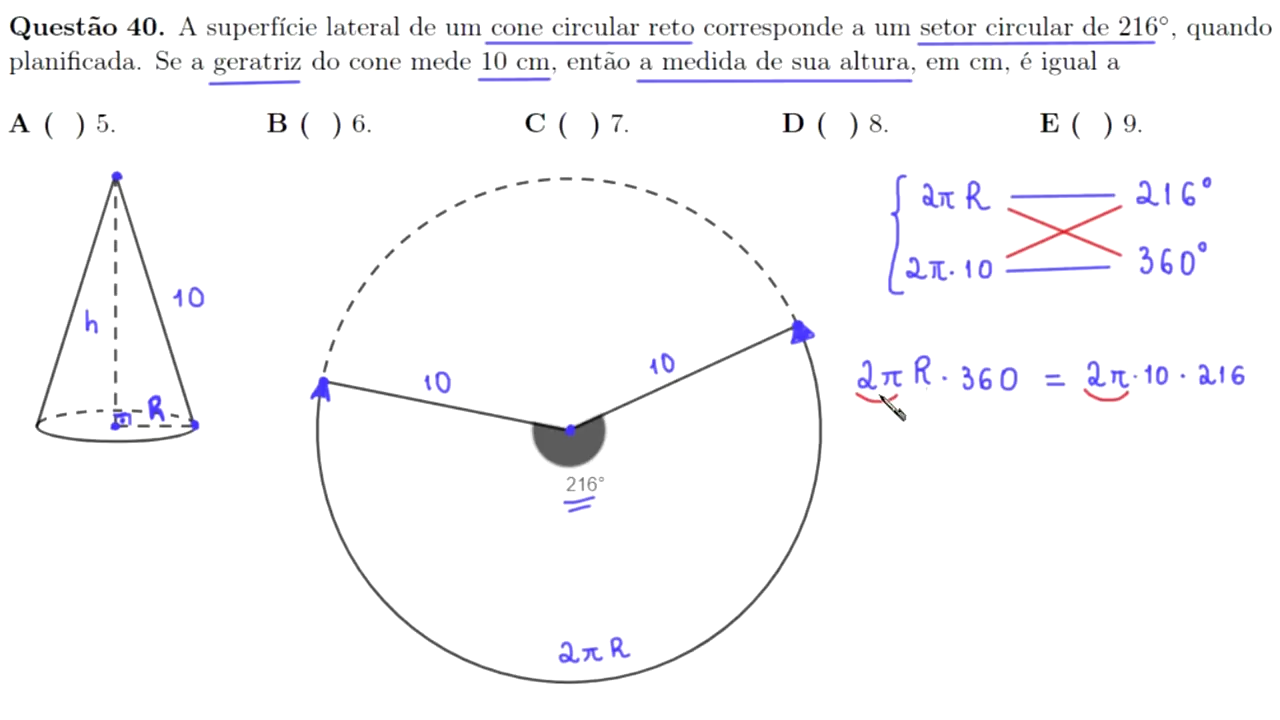 Questão 40. A superfície lateral de um cone circular reto corresponde a um setor circular de 216°, quando
planificada. Se a geratriz do cone mede 10 cm, então a medida de sua altura, em cm, é igual a
A ( ) 5. B ( ) 6. C ( ) 7. D ( ) 8. E ( ) 9.
h
10
R
10
10
216°
2πR
2πR 216°
2π·10 360°
2πR·360 = 2π·10·216